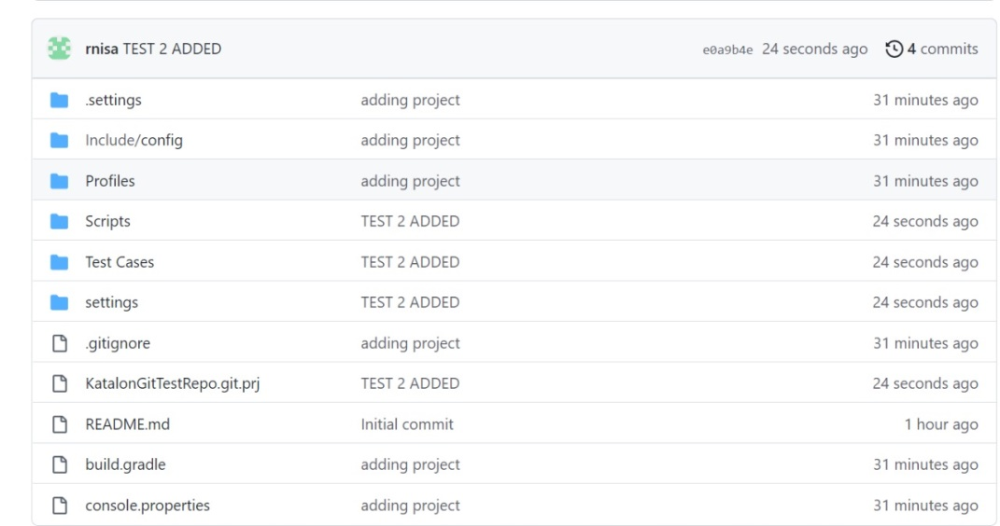 rnisa TEST 2 ADDED e0a9b4e 24 seconds ago 4 commits
.settings adding project 31 minutes ago
Include/config adding project 31 minutes ago
Profiles adding project 31 minutes ago
Scripts TEST 2 ADDED 24 seconds ago
Test Cases TEST 2 ADDED 24 seconds ago
settings TEST 2 ADDED 24 seconds ago
.gitignore adding project 31 minutes ago
KatalonGitTestRepo.git.prj TEST 2 ADDED 24 seconds ago
README.md Initial commit 1 hour ago
build.gradle adding project 31 minutes ago
console.properties adding project 31 minutes ago